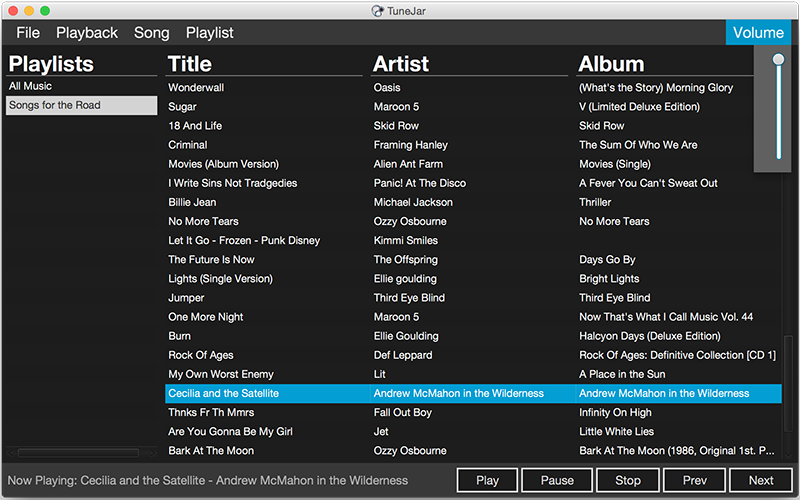 TuneJar
File Playback Song Playlist Volume
Playlists Title Artist Album
All Music Wonderwall Oasis (What's the Story) Morning Glory
Songs for the Road Sugar Maroon 5 V (Limited Deluxe Edition)
18 And Life Skid Row Skid Row
Criminal Framing Hanley The Sum Of Who We Are
Movies (Album Version) Alien Ant Farm Movies (Single)
I Write Sins Not Tradgedies Panic! At The Disco A Fever You Can't Sweat Out
Billie Jean Michael Jackson Thriller
No More Tears Ozzy Osbourne No More Tears
Let It Go - Frozen - Punk Disney Kimmi Smiles
The Future Is Now The Offspring Days Go By
Lights (Single Version) Ellie goulding Bright Lights
Jumper Third Eye Blind Third Eye Blind
One More Night Maroon 5 Now That's What I Call Music Vol. 44
Burn Ellie Goulding Halcyon Days (Deluxe Edition)
Rock Of Ages Def Leppard Rock Of Ages: Definitive Collection [CD 1]
My Own Worst Enemy Lit A Place in the Sun
Cecilia and the Satellite Andrew McMahon in the Wilderness Andrew McMahon in the Wilderness
Thnks Fr Th Mmrs Fall Out Boy Infinity On High
Are You Gonna Be My Girl Jet Little White Lies
Bark At The Moon Ozzy Osbourne Bark At The Moon (1986, Original 1st. P...
Now Playing: Cecilia and the Satellite - Andrew McMahon in the Wilderness Play Pause Stop Prev Next